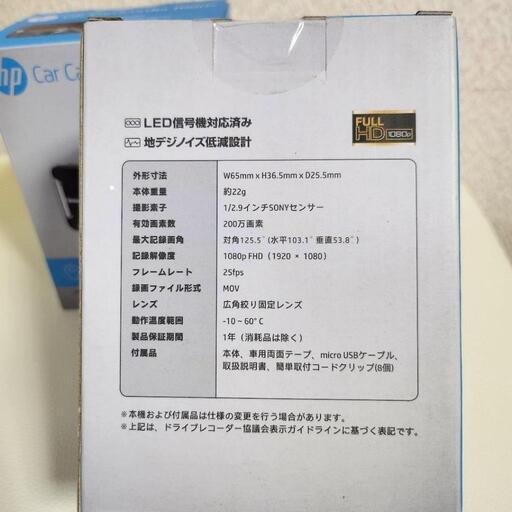 hp Car Ca
LED信号機対応済み
地デジノイズ低減設計
FULL
HD 1080p
外形寸法 W65mm x H36.5mm x D25.5mm
本体重量 約22g
撮影素子 1/2.9インチSONYセンサー
有効画素数 200万画素
最大記録画角 対角125.5°(水平103.1°垂直53.8°)
記録解像度 1080p FHD（1920 × 1080）
フレームレート 25fps
録画ファイル形式 MOV
レンズ 広角絞り固定レンズ
動作温度範囲 -10～60°C
製品保証期間 1年（消耗品は除く）
付属品 本体、車用両面テープ、micro USBケーブル、
取扱説明書、簡単取付コードクリップ(8個)
※本機および付属品は仕様の変更を行う場合があります。
※上記は、ドライブレコーダー協議会表示ガイドラインに基づく表記です。